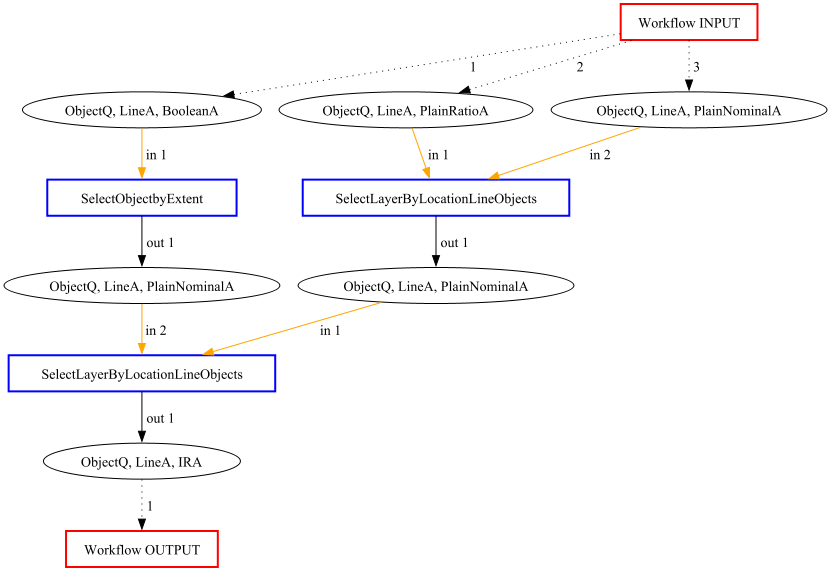 Workflow INPUT
1
2
3
ObjectQ, LineA, BooleanA
ObjectQ, LineA, PlainRatioA
ObjectQ, LineA, PlainNominalA
in 1
in 1
in 2
SelectObjectbyExtent
SelectLayerByLocationLineObjects
out 1
out 1
ObjectQ, LineA, PlainNominalA
ObjectQ, LineA, PlainNominalA
in 2
in 1
SelectLayerByLocationLineObjects
out 1
ObjectQ, LineA, IRA
1
Workflow OUTPUT